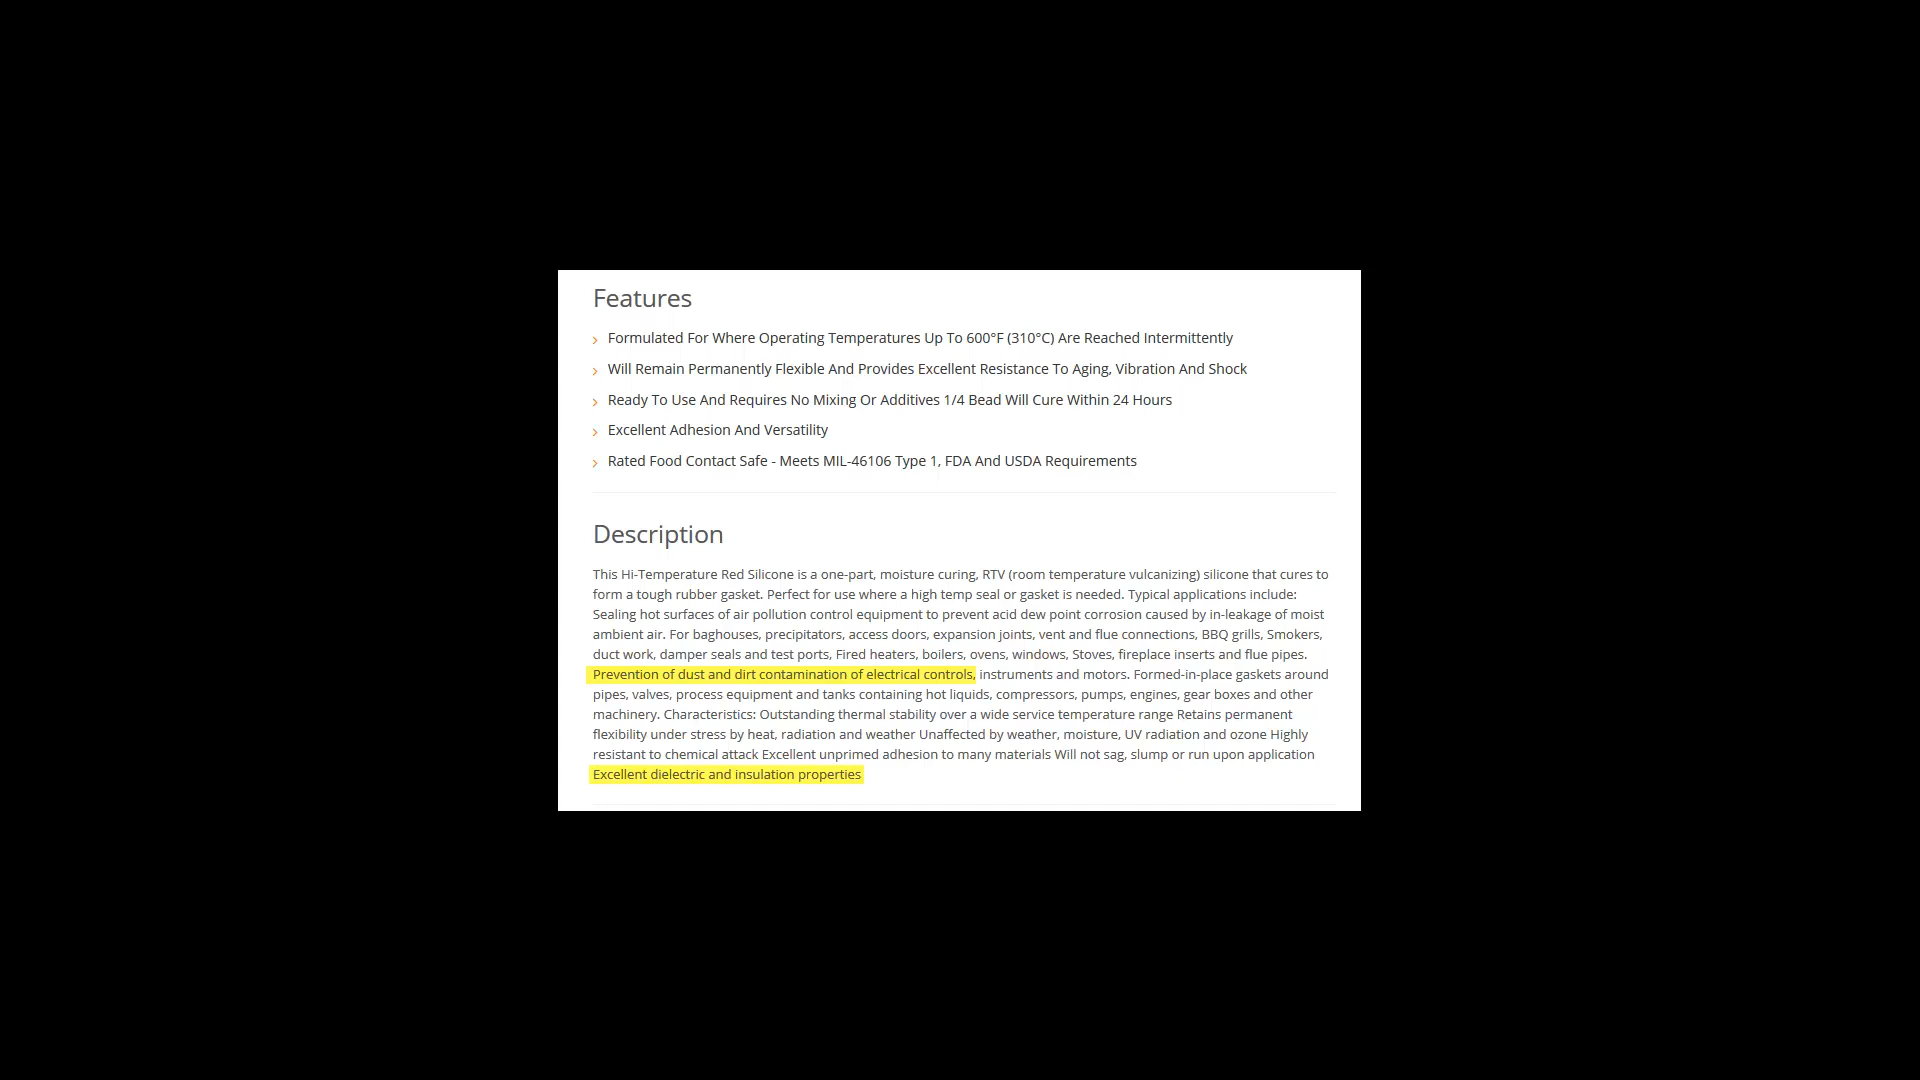 Features
Formulated For Where Operating Temperatures Up To 600°F (310°C) Are Reached Intermittently
Will Remain Permanently Flexible And Provides Excellent Resistance To Aging, Vibration And Shock
Ready To Use And Requires No Mixing Or Additives 1/4 Bead Will Cure Within 24 Hours
Excellent Adhesion And Versatility
Rated Food Contact Safe - Meets MIL-46106 Type 1, FDA And USDA Requirements
Description
This Hi-Temperature Red Silicone is a one-part, moisture curing, RTV (room temperature vulcanizing) silicone that cures to
form a tough rubber gasket. Perfect for use where a high temp seal or gasket is needed. Typical applications include:
Sealing hot surfaces of air pollution control equipment to prevent acid dew point corrosion caused by in-leakage of moist
ambient air. For baghouses, precipitators, access doors, expansion joints, vent and flue connections, BBQ grills, Smokers,
duct work, damper seals and test ports, Fired heaters, boilers, ovens, windows, Stoves, fireplace inserts and flue pipes.
Prevention of dust and dirt contamination of electrical controls, instruments and motors. Formed-in-place gaskets around
pipes, valves, process equipment and tanks containing hot liquids, compressors, pumps, engines, gear boxes and other
machinery. Characteristics: Outstanding thermal stability over a wide service temperature range Retains permanent
flexibility under stress by heat, radiation and weather Unaffected by weather, moisture, UV radiation and ozone Highly
resistant to chemical attack Excellent unprimed adhesion to many materials Will not sag, slump or run upon application
Excellent dielectric and insulation properties